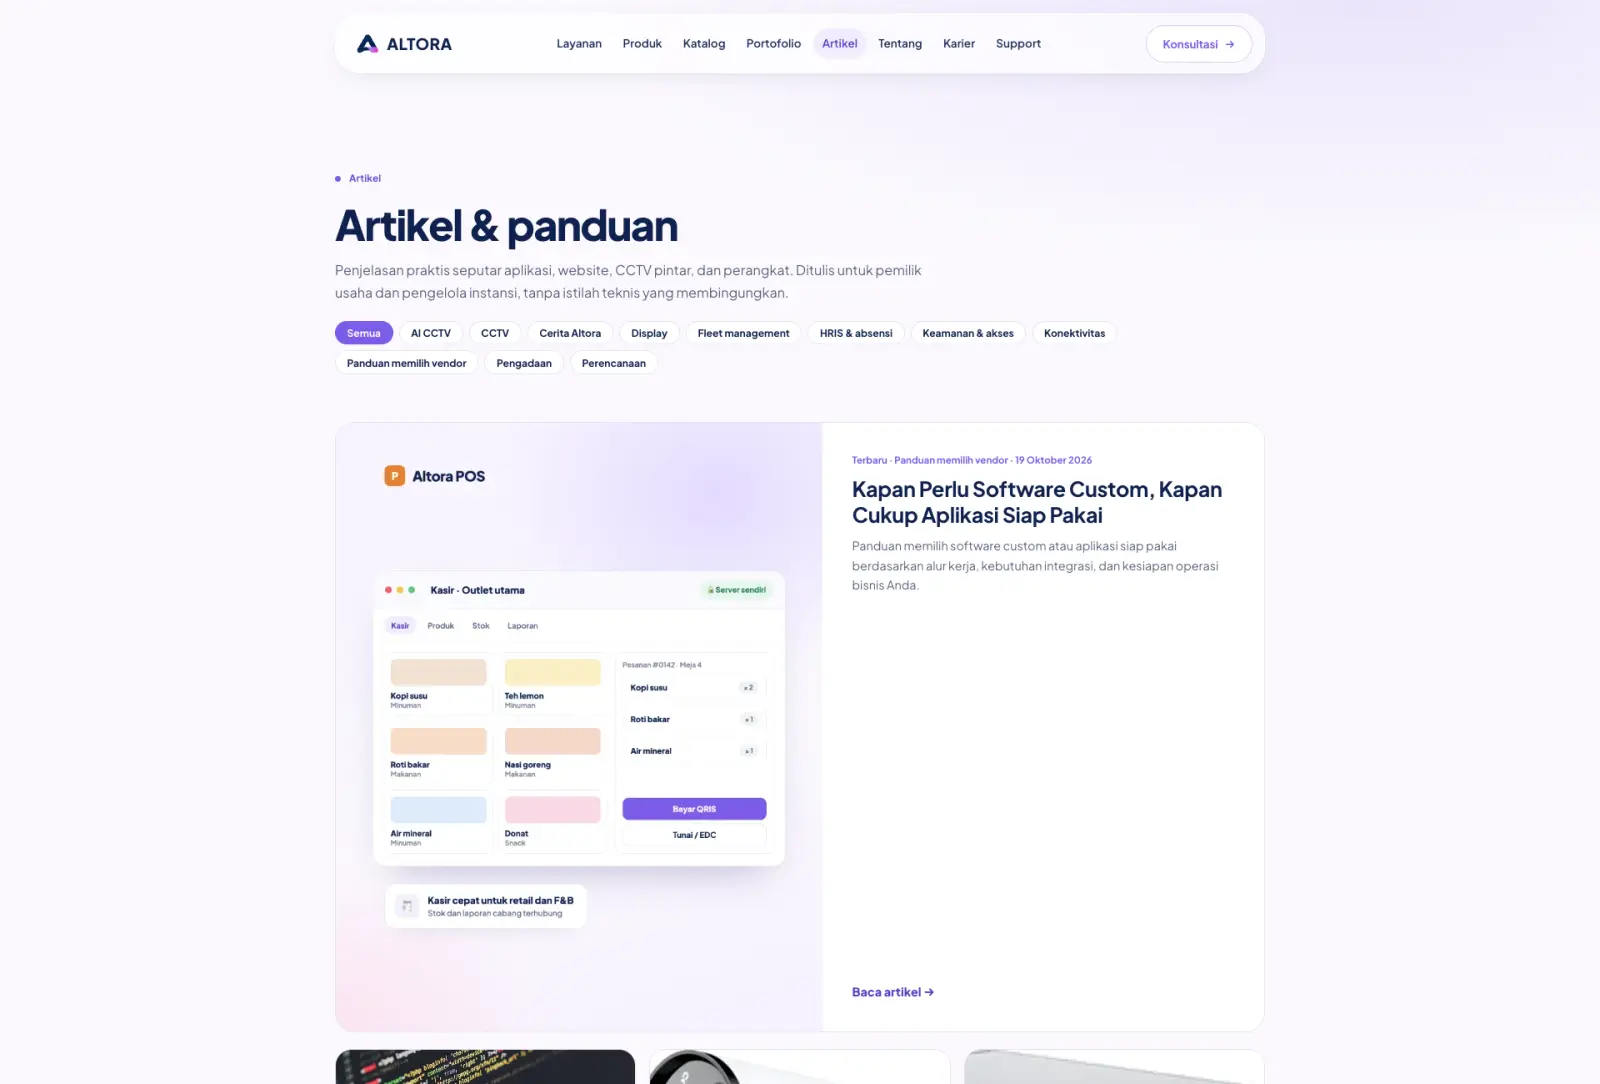 ALTORA
Layanan
Produk
Katalog
Portofolio
Artikel
Tentang
Karier
Support
Konsultasi →
Artikel
Artikel & panduan
Penjelasan praktis seputar aplikasi, website, CCTV pintar, dan perangkat. Ditulis untuk pemilik
usaha dan pengelola instansi, tanpa istilah teknis yang membingungkan.
Semua
AI CCTV
CCTV
Cerita Altora
Display
Fleet management
HRIS & absensi
Keamanan & akses
Konektivitas
Panduan memilih vendor
Pengadaan
Perencanaan
P Altora POS
Kasir · Outlet utama
Server sendiri
Kasir
Produk
Stok
Laporan
Kopi susu
Minuman
Teh lemon
Minuman
Roti bakar
Makanan
Nasi goreng
Makanan
Air mineral
Minuman
Donat
Snack
Pesanan #0142 · Meja 4
Kopi susu ×2
Roti bakar ×1
Air mineral ×1
Bayar QRIS
Tunai / EDC
Kasir cepat untuk retail dan F&B
Stok dan laporan cabang terhubung
Terbaru · Panduan memilih vendor · 19 Oktober 2026
Kapan Perlu Software Custom, Kapan
Cukup Aplikasi Siap Pakai
Panduan memilih software custom atau aplikasi siap pakai
berdasarkan alur kerja, kebutuhan integrasi, dan kesiapan operasi
bisnis Anda.
Baca artikel →